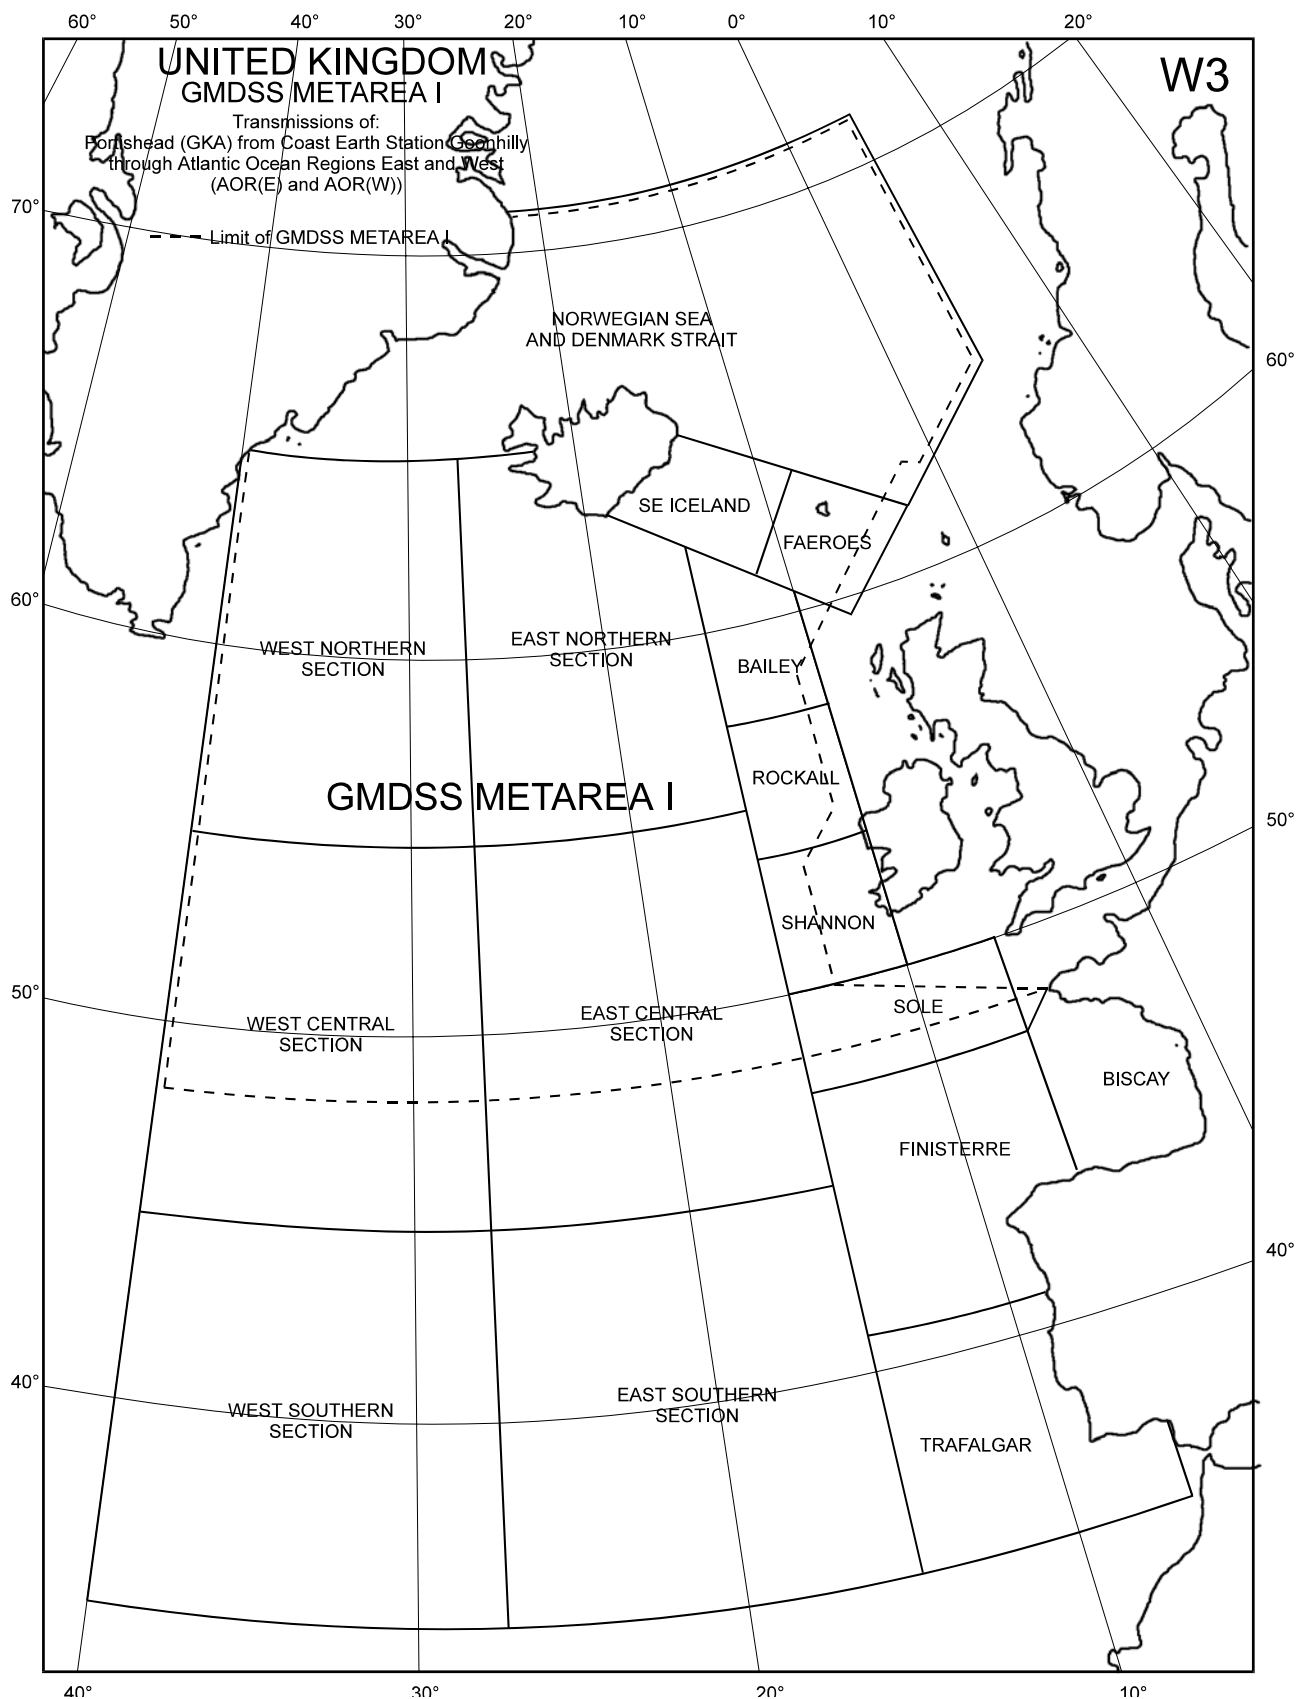 60° 50° 40° 30° 20° 10° 0° 10° 20°
UNITED KINGDOM
GMDSS METAREA I
W3
Transmissions of:
Portishead (GKA) from Coast Earth Station Goonhilly
through Atlantic Ocean Regions East and West
(AOR(E) and AOR(W))
70°
Limit of GMDSS METAREA I
NORWEGIAN SEA
AND DENMARK STRAIT
60°
SE ICELAND
FAEROES
60°
WEST NORTHERN
SECTION
EAST NORTHERN
SECTION
BAILEY
ROCKALL
GMDSS METAREA I
50°
SHANNON
50°
SOLE
WEST CENTRAL
SECTION
EAST CENTRAL
SECTION
BISCAY
FINISTERRE
40°
40°
WEST SOUTHERN
SECTION
EAST SOUTHERN
SECTION
TRAFALGAR
40° 30° 20° 10°